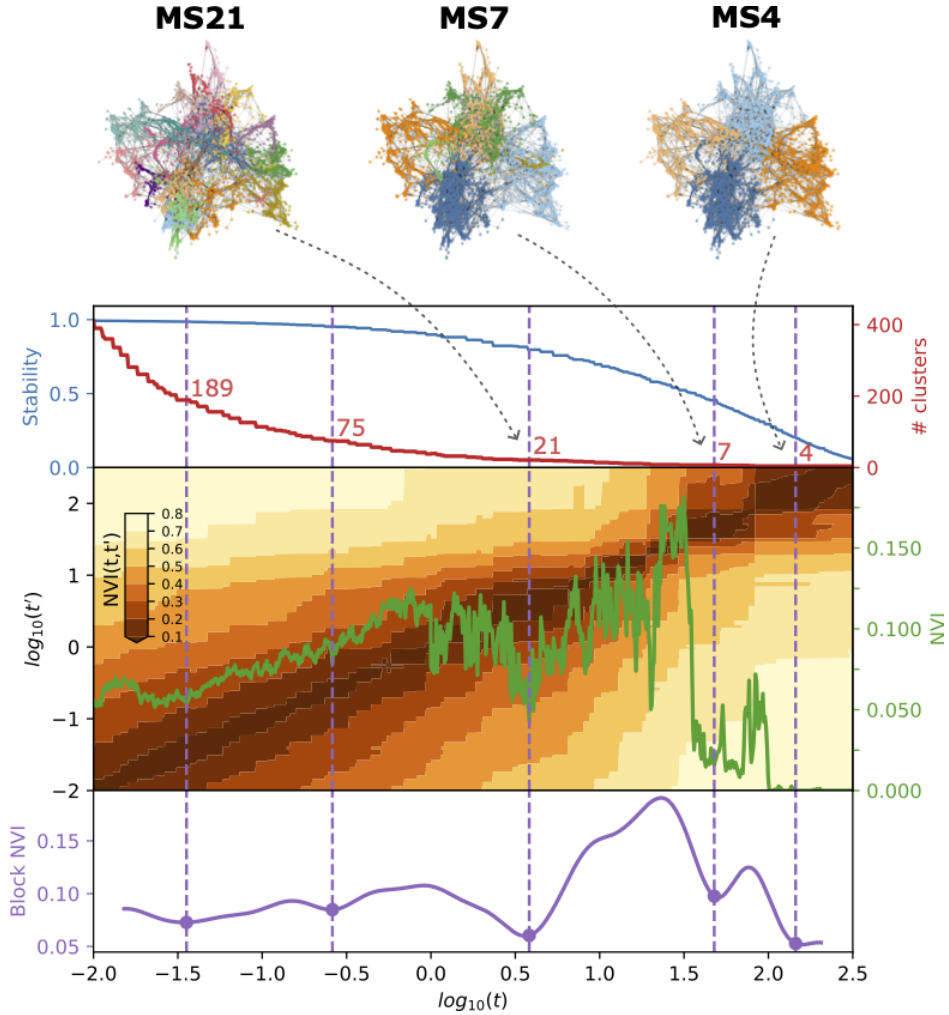 MS21 MS7 MS4
1.0 400
189
0.5 200
75
21 7 4
0.0 0
Stability
# clusters
2
0.8
0.7 0.150
0.6
0.5
1 0.4
0.3
0.2
0.1
NVI(t,t')
0 0.100
−1 0.050
−2 0.000
log10(t')
NVI
0.15
0.10
0.05
Block NVI
−2.0 −1.5 −1.0 −0.5 0.0 0.5 1.0 1.5 2.0 2.5
log10(t)